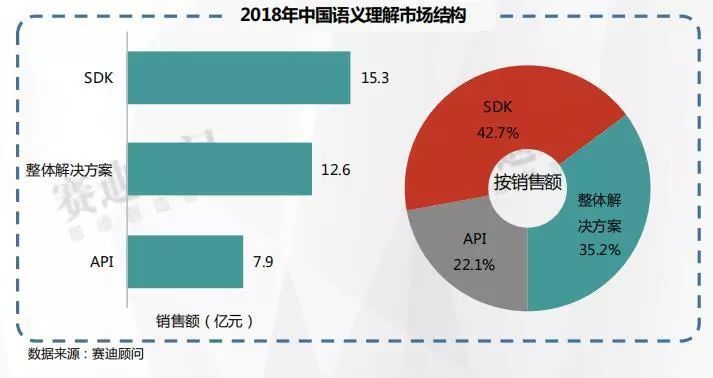 2018年中国语义理解市场结构
SDK
15.3
整体解决方案
12.6
API
7.9
销售额（亿元）
SDK
42.7%
按销售额
整体解
决方案
35.2%
API
22.1%
数据来源：赛迪顾问